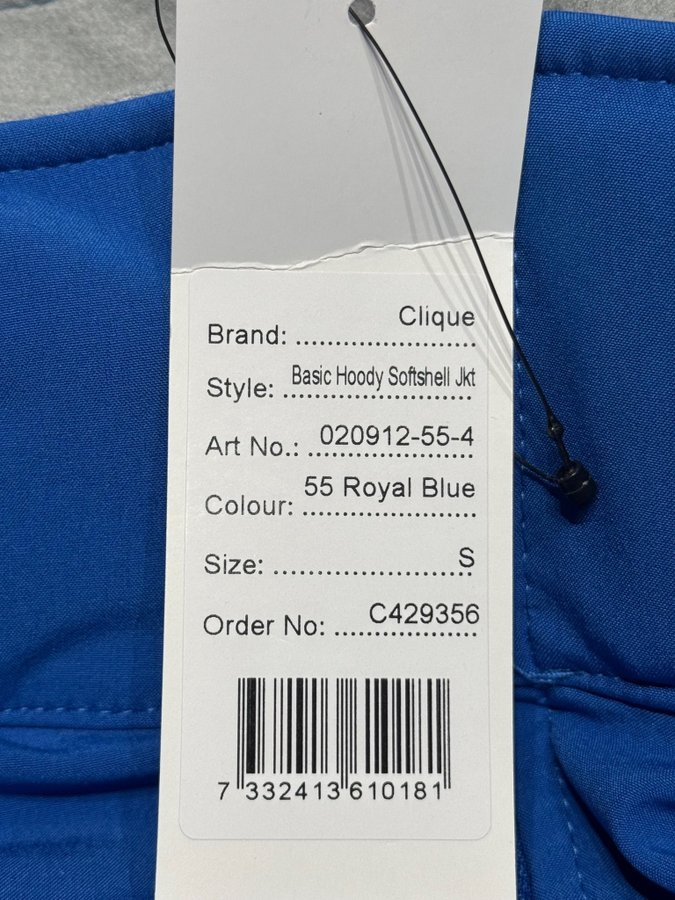 Brand: Clique
Style: Basic Hoody Softshell Jkt
Art No.: 020912-55-4
Colour: 55 Royal Blue
Size: S
Order No: C429356
7 332413 610181